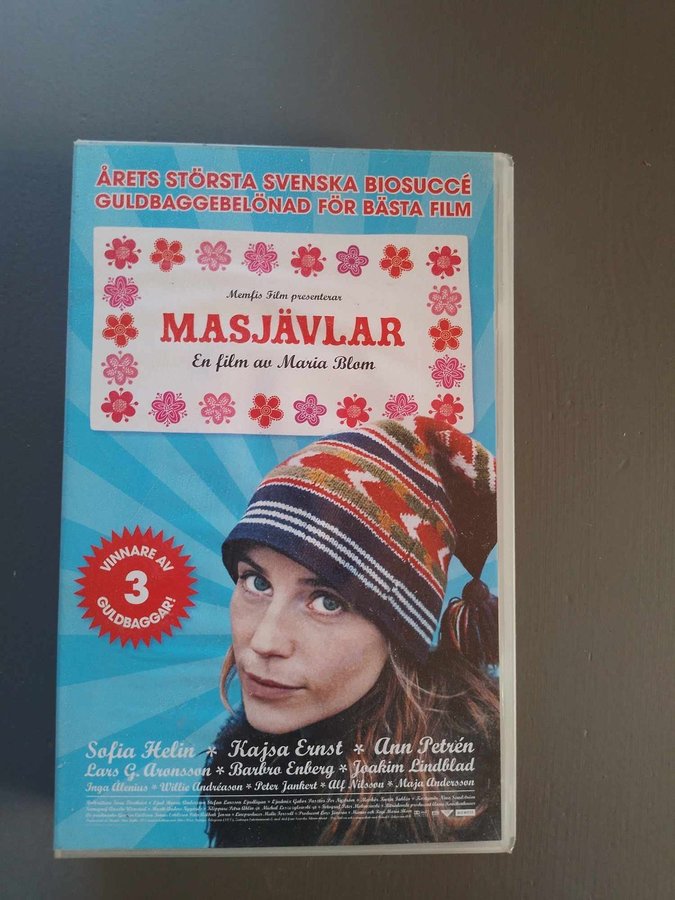 ÅRETS STÖRSTA SVENSKA BIOSUCCÉ
GULDBAGGEBELÖNAD FÖR BÄSTA FILM
Memfis Film presenterar
MASJÄVLAR
En film av Maria Blom
VINNARE AV
3
GULDBAGGAR!
Sofia Helin * Kajsa Ernst * Ann Petrén
Lars G. Aronsson * Barbro Enberg * Joakim Lindblad
Inga Ålenius * Willie Andréason * Peter Jankert * Alf Nilsson * Maja Andersson